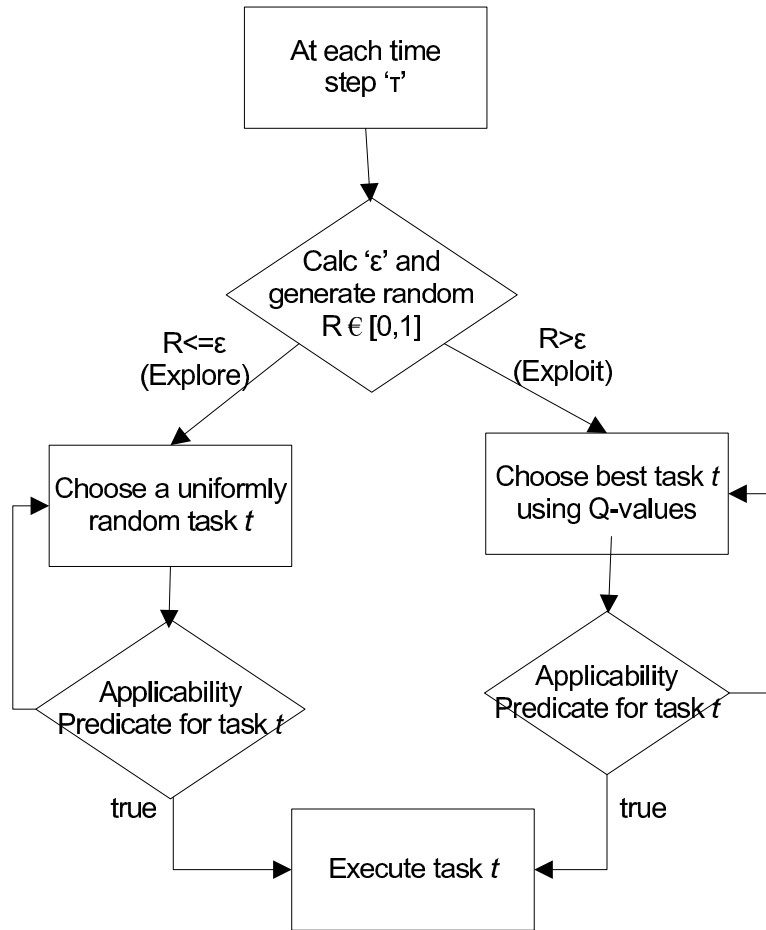 At each time
step ‘τ’
Calc ‘ε’ and
generate random
R € [0,1]
R<=ε
(Explore)
R>ε
(Exploit)
Choose a uniformly
random task t
Choose best task t
using Q-values
Applicability
Predicate for task t
Applicability
Predicate for task t
true
true
Execute task t